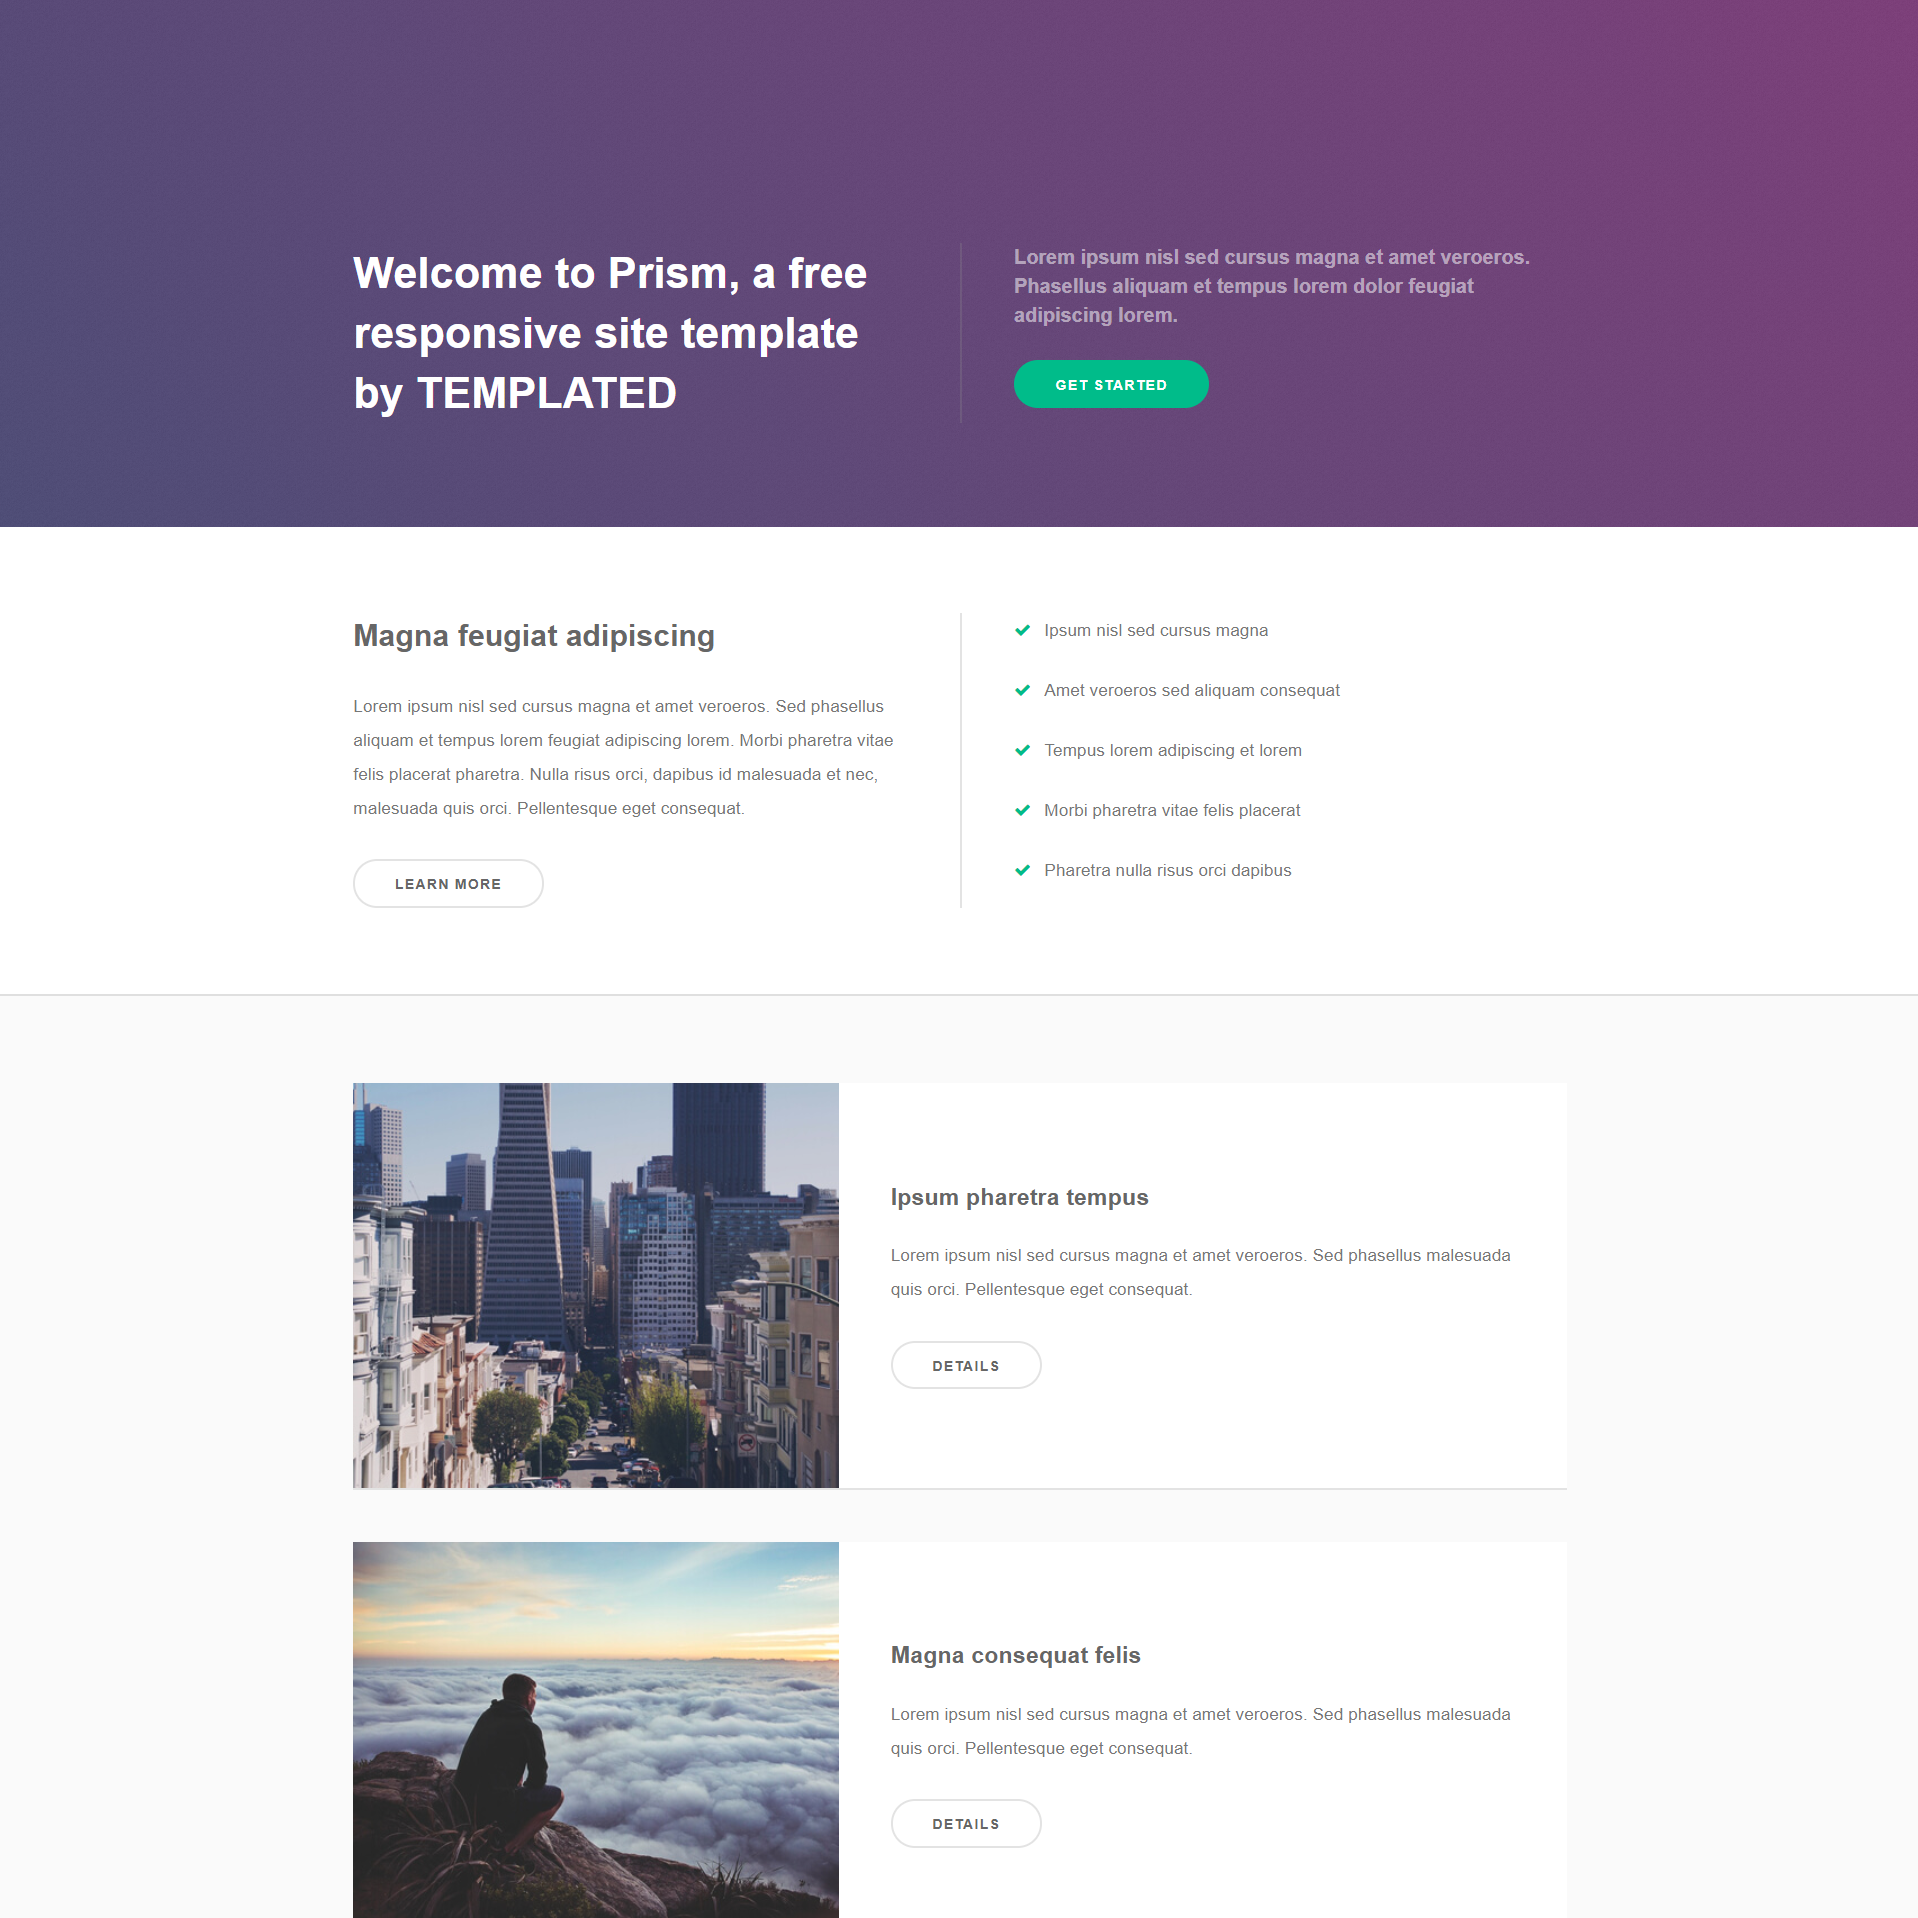 Welcome to Prism, a free
responsive site template
by TEMPLATED
Lorem ipsum nisl sed cursus magna et amet veroeros.
Phasellus aliquam et tempus lorem dolor feugiat
adipiscing lorem.
GET STARTED
Magna feugiat adipiscing
Lorem ipsum nisl sed cursus magna et amet veroeros. Sed phasellus
aliquam et tempus lorem feugiat adipiscing lorem. Morbi pharetra vitae
felis placerat pharetra. Nulla risus orci, dapibus id malesuada et nec,
malesuada quis orci. Pellentesque eget consequat.
LEARN MORE
Ipsum nisl sed cursus magna
Amet veroeros sed aliquam consequat
Tempus lorem adipiscing et lorem
Morbi pharetra vitae felis placerat
Pharetra nulla risus orci dapibus
Ipsum pharetra tempus
Lorem ipsum nisl sed cursus magna et amet veroeros. Sed phasellus malesuada
quis orci. Pellentesque eget consequat.
DETAILS
Magna consequat felis
Lorem ipsum nisl sed cursus magna et amet veroeros. Sed phasellus malesuada
quis orci. Pellentesque eget consequat.
DETAILS